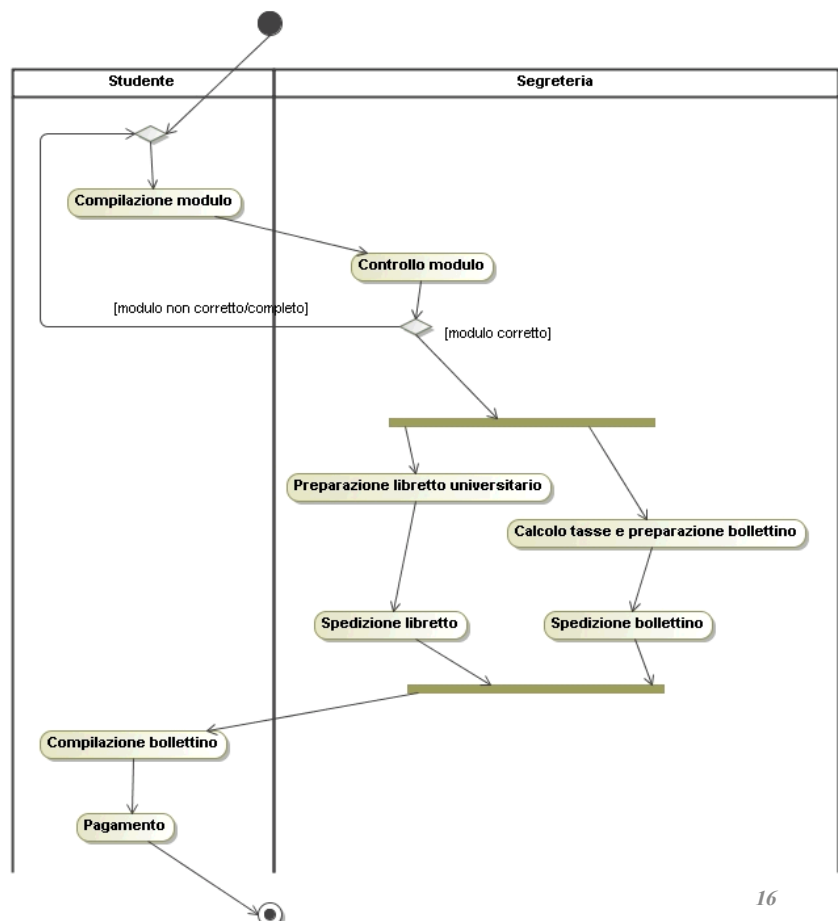 Studente
Segreteria
Compilazione modulo
Controllo modulo
[modulo non corretto/completo]
[modulo corretto]
Preparazione libretto universitario
Calcolo tasse e preparazione bollettino
Spedizione libretto
Spedizione bollettino
Compilazione bollettino
Pagamento
16